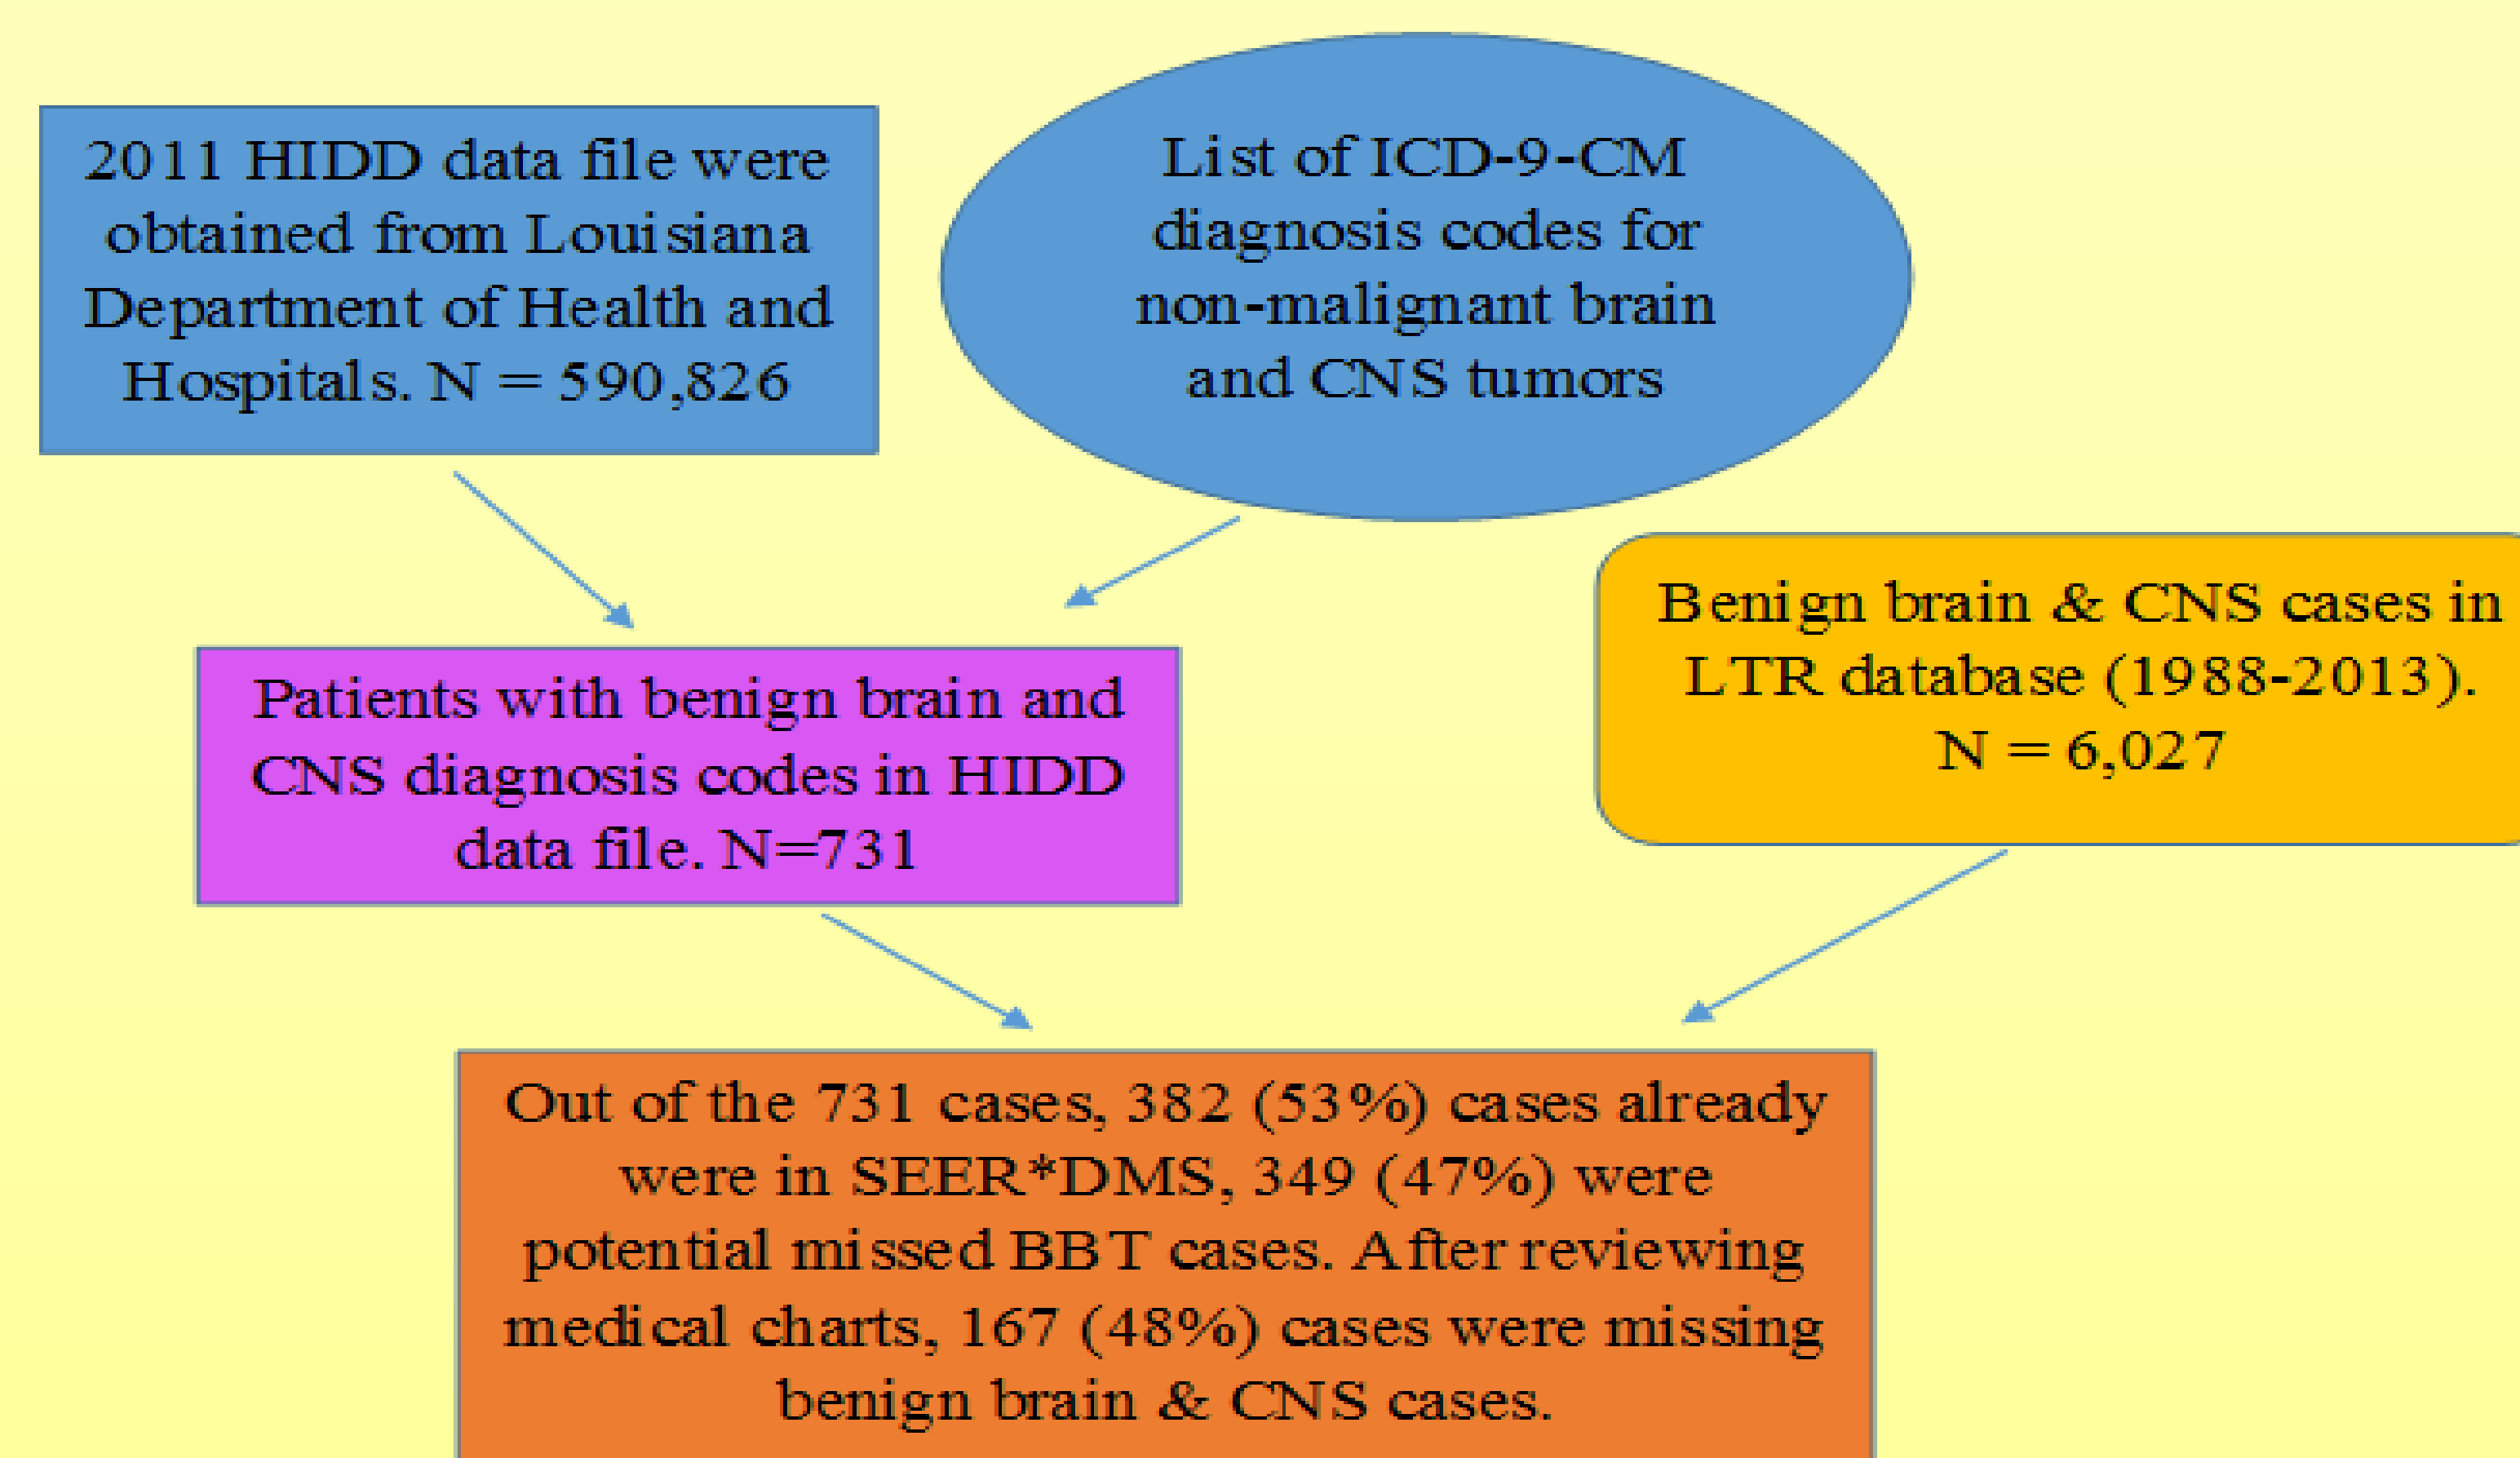 2011 HIDD data file were
obtained from Louisiana
Department of Health and
Hospitals. N = 590,826
List of ICD-9-CM
diagnosis codes for
non-malignant brain
and CNS tumors
Benign brain & CNS cases in
LTR database (1988-2013).
N = 6,027
Patients with benign brain and
CNS diagnosis codes in HIDD
data file. N=731
Out of the 731 cases, 382 (53%) cases already
were in SEER*DMS, 349 (47%) were
potential missed BBT cases. After reviewing
medical charts, 167 (48%) cases were missing
benign brain & CNS cases.